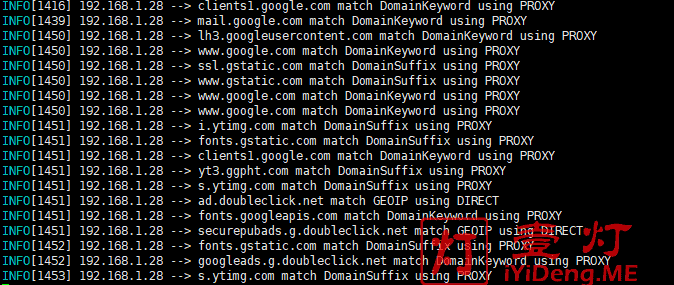 INFO[1416] 192.168.1.28 --> clients1.google.com match DomainKeyword using PROXY
INFO[1439] 192.168.1.28 --> mail.google.com match DomainKeyword using PROXY
INFO[1450] 192.168.1.28 --> lh3.googleusercontent.com match DomainKeyword using PROXY
INFO[1450] 192.168.1.28 --> www.google.com match DomainKeyword using PROXY
INFO[1450] 192.168.1.28 --> ssl.gstatic.com match DomainSuffix using PROXY
INFO[1450] 192.168.1.28 --> www.gstatic.com match DomainSuffix using PROXY
INFO[1450] 192.168.1.28 --> www.google.com match DomainKeyword using PROXY
INFO[1450] 192.168.1.28 --> www.google.com match DomainKeyword using PROXY
INFO[1451] 192.168.1.28 --> i.ytimg.com match DomainSuffix using PROXY
INFO[1451] 192.168.1.28 --> fonts.gstatic.com match DomainSuffix using PROXY
INFO[1451] 192.168.1.28 --> clients1.google.com match DomainKeyword using PROXY
INFO[1451] 192.168.1.28 --> yt3.ggpht.com match DomainSuffix using PROXY
INFO[1451] 192.168.1.28 --> s.ytimg.com match DomainSuffix using PROXY
INFO[1451] 192.168.1.28 --> ad.doubleclick.net match GEOIP using DIRECT
INFO[1451] 192.168.1.28 --> fonts.googleapis.com match DomainKeyword using PROXY
INFO[1451] 192.168.1.28 --> securepubads.g.doubleclick.net match GEOIP using DIRECT
INFO[1452] 192.168.1.28 --> fonts.gstatic.com match DomainSuffix using PROXY
INFO[1452] 192.168.1.28 --> googleads.g.doubleclick.net match DomainKeyword using PROXY
INFO[1453] 192.168.1.28 --> s.ytimg.com match DomainSuffix using PROXY
灯 壹灯
iYiDeng.ME